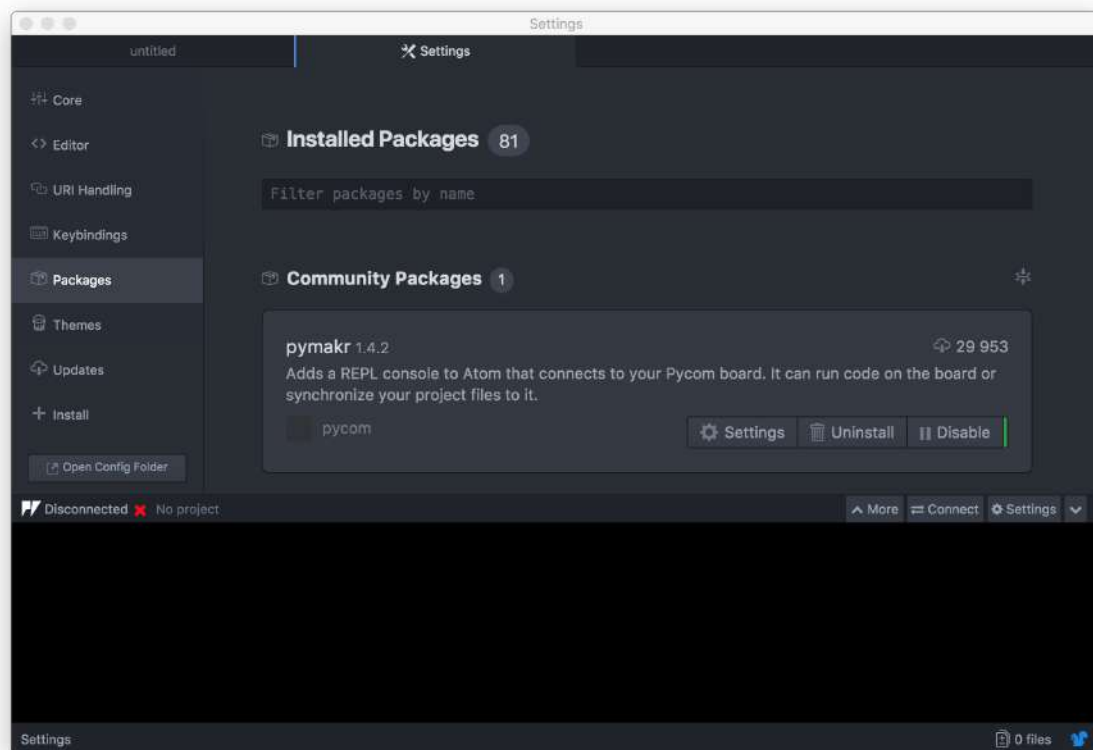 Settings
untitled
Settings
Core
Editor
URI Handling
Keybindings
Packages
Themes
Updates
Install
Open Config Folder
Installed Packages 81
Filter packages by name
Community Packages 1
pymakr 1.4.2
29 953
Adds a REPL console to Atom that connects to your Pycom board. It can run code on the board or
synchronize your project files to it.
pycom
Settings Uninstall Disable
Disconnected No project
More Connect Settings
Settings
0 files